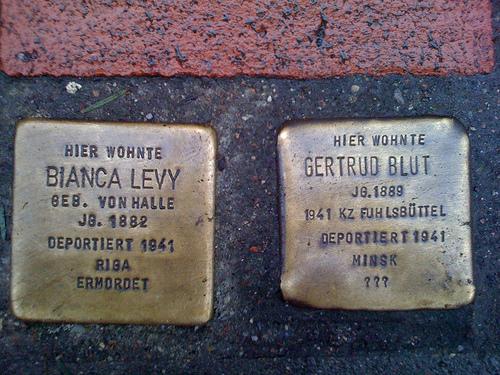 HIER WOHNTE
BIANCA LEVY
GEB. VON HALLE
JG. 1882
DEPORTIERT 1941
RIGA
ERMORDET
HIER WOHNTE
GERTRUD BLUT
JG. 1889
1941 KZ FUHLSBÜTTEL
DEPORTIERT 1941
MINSK
???